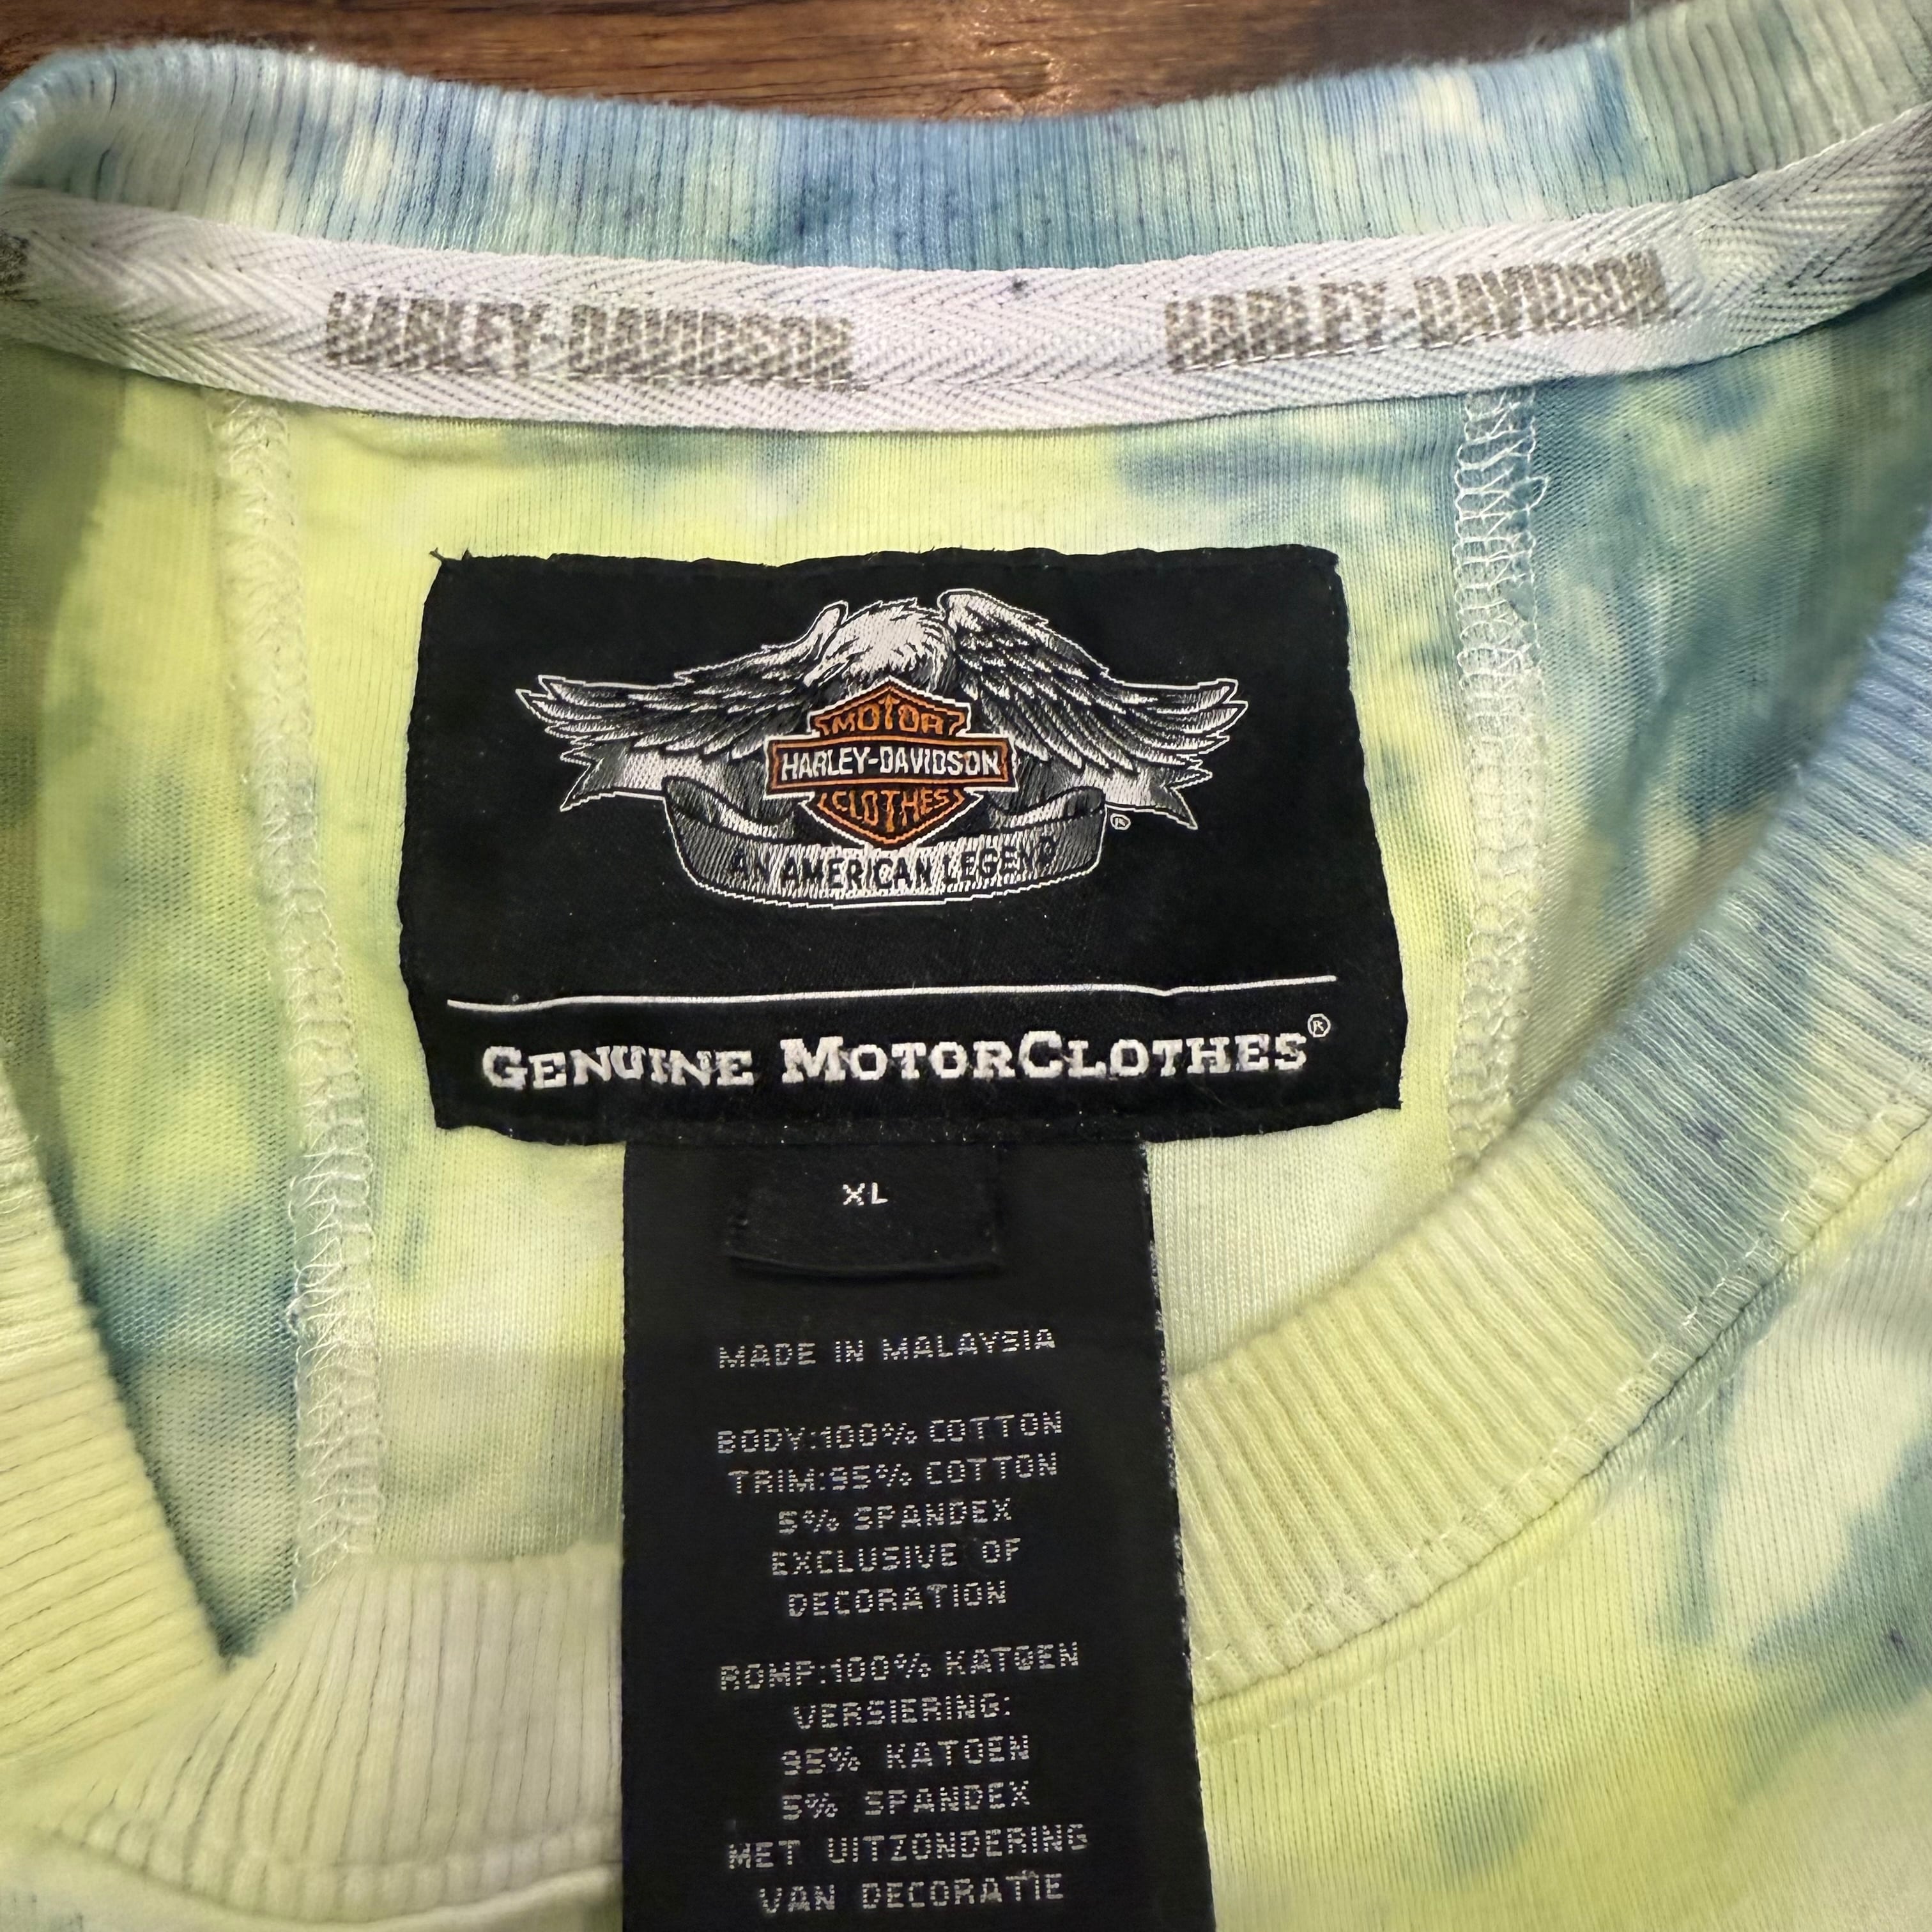 HARLEY-DAVIDSON HARLEY-DAVIDSON
MOTOR
HARLEY-DAVIDSON
CLOTHES
®
AN AMERICAN LEGEND
GENUINE MOTORCLOTHES®
XL
MADE IN MALAYSIA
BODY:100% COTTON
TRIM:95% COTTON
5% SPANDEX
EXCLUSIVE OF
DECORATION
ROMP:100% KATOEN
VERSIERING:
95% KATOEN
5% SPANDEX
MET UITZONDERING
VAN DECORATIE